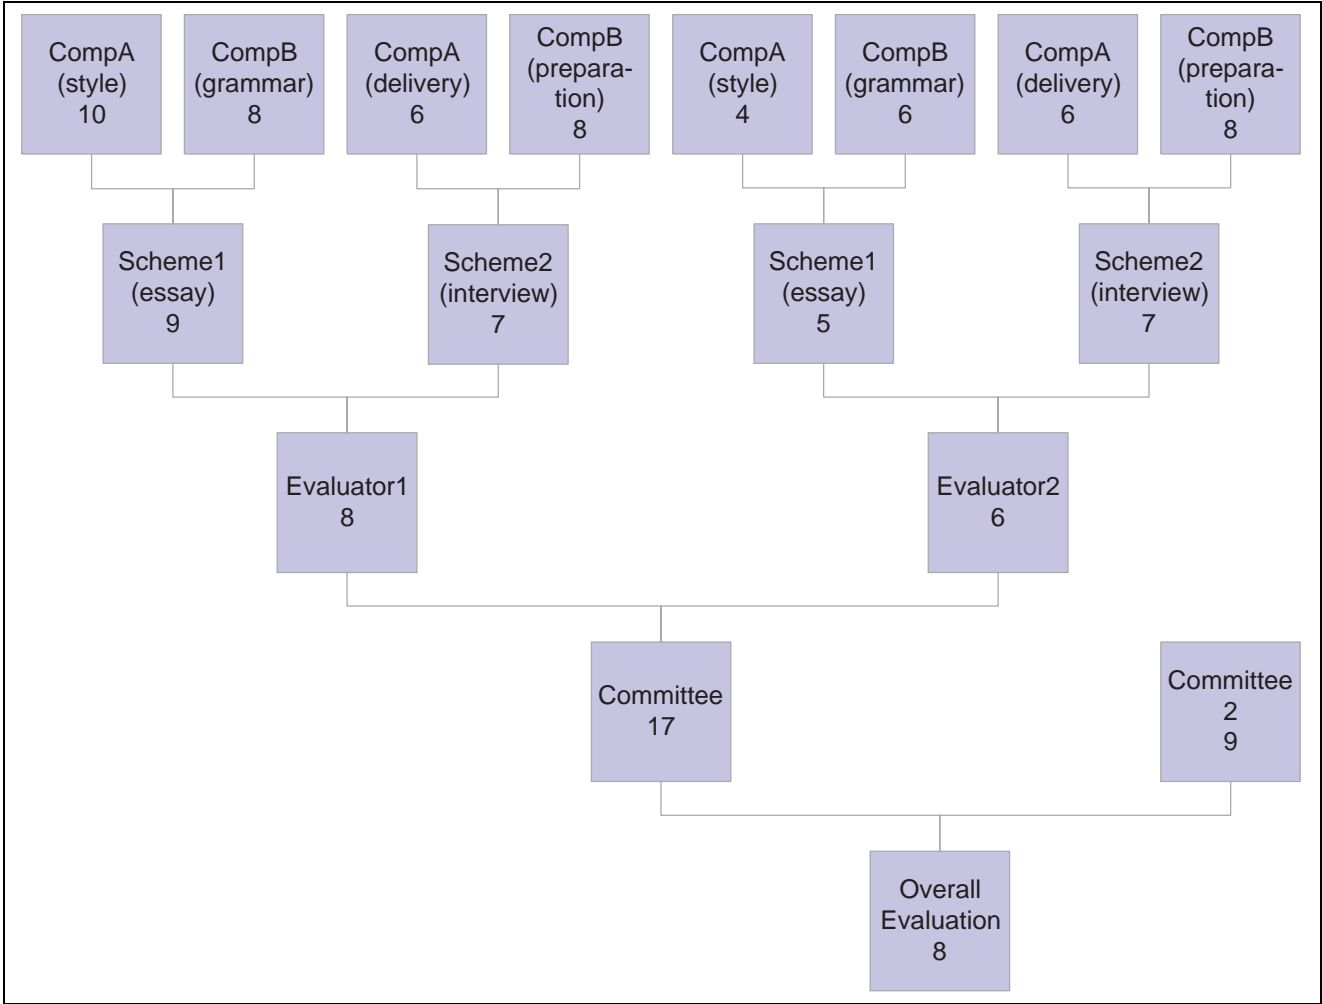 CompA
(style)
10
CompB
(grammar)
8
CompA
(delivery)
6
CompB
(prepara-
tion)
8
CompA
(style)
4
CompB
(grammar)
6
CompA
(delivery)
6
CompB
(prepara-
tion)
8
Scheme1
(essay)
9
Scheme2
(interview)
7
Scheme1
(essay)
5
Scheme2
(interview)
7
Evaluator1
8
Evaluator2
6
Committee
17
Committee
2
9
Overall
Evaluation
8